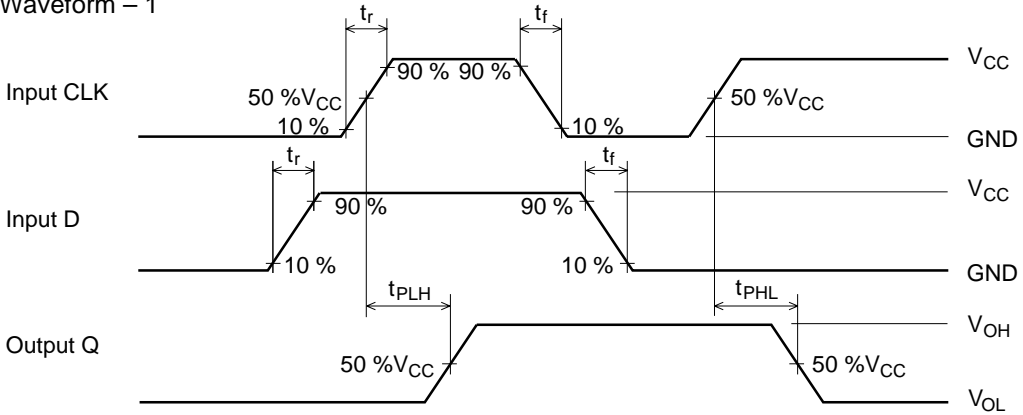 Waveform – 1
tr tf
Input CLK
90 % 90 %
VCC
50 %VCC
50 %VCC
10 %
10 %
GND
tr tf
Input D
90 % 90 %
VCC
10 %
10 %
GND
tPLH
tPHL
Output Q
VOH
50 %VCC
50 %VCC
VOL